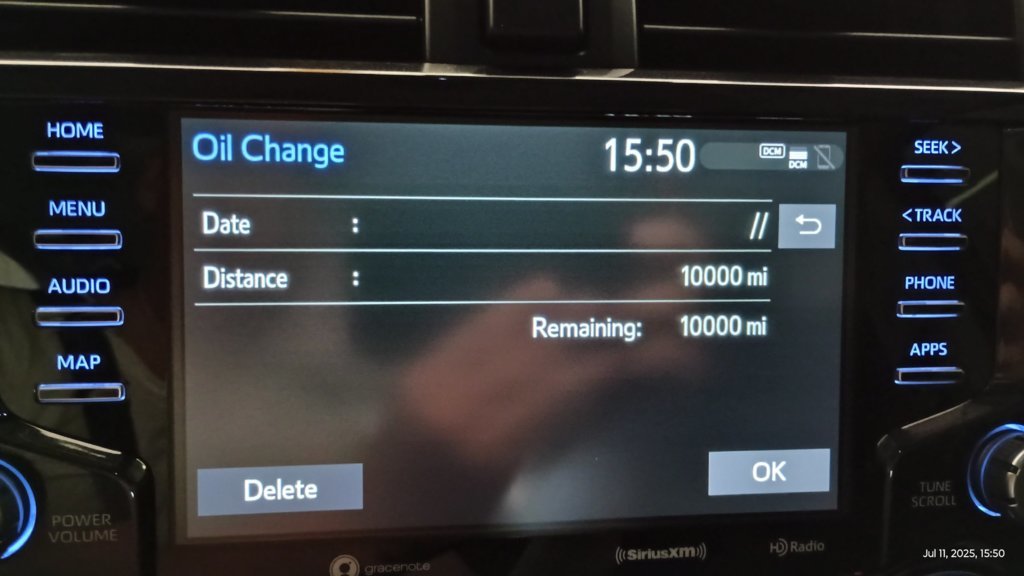 HOME
MENU
AUDIO
MAP
POWER
VOLUME
Oil Change
15:50
DCM
DCM
Date :
//
Distance : 10000 mi
Remaining: 10000 mi
Delete
OK
SEEK >
< TRACK
PHONE
APPS
TUNE
SCROLL
gracenote
((SiriusXM))
HD Radio
Jul 11, 2025, 15:50